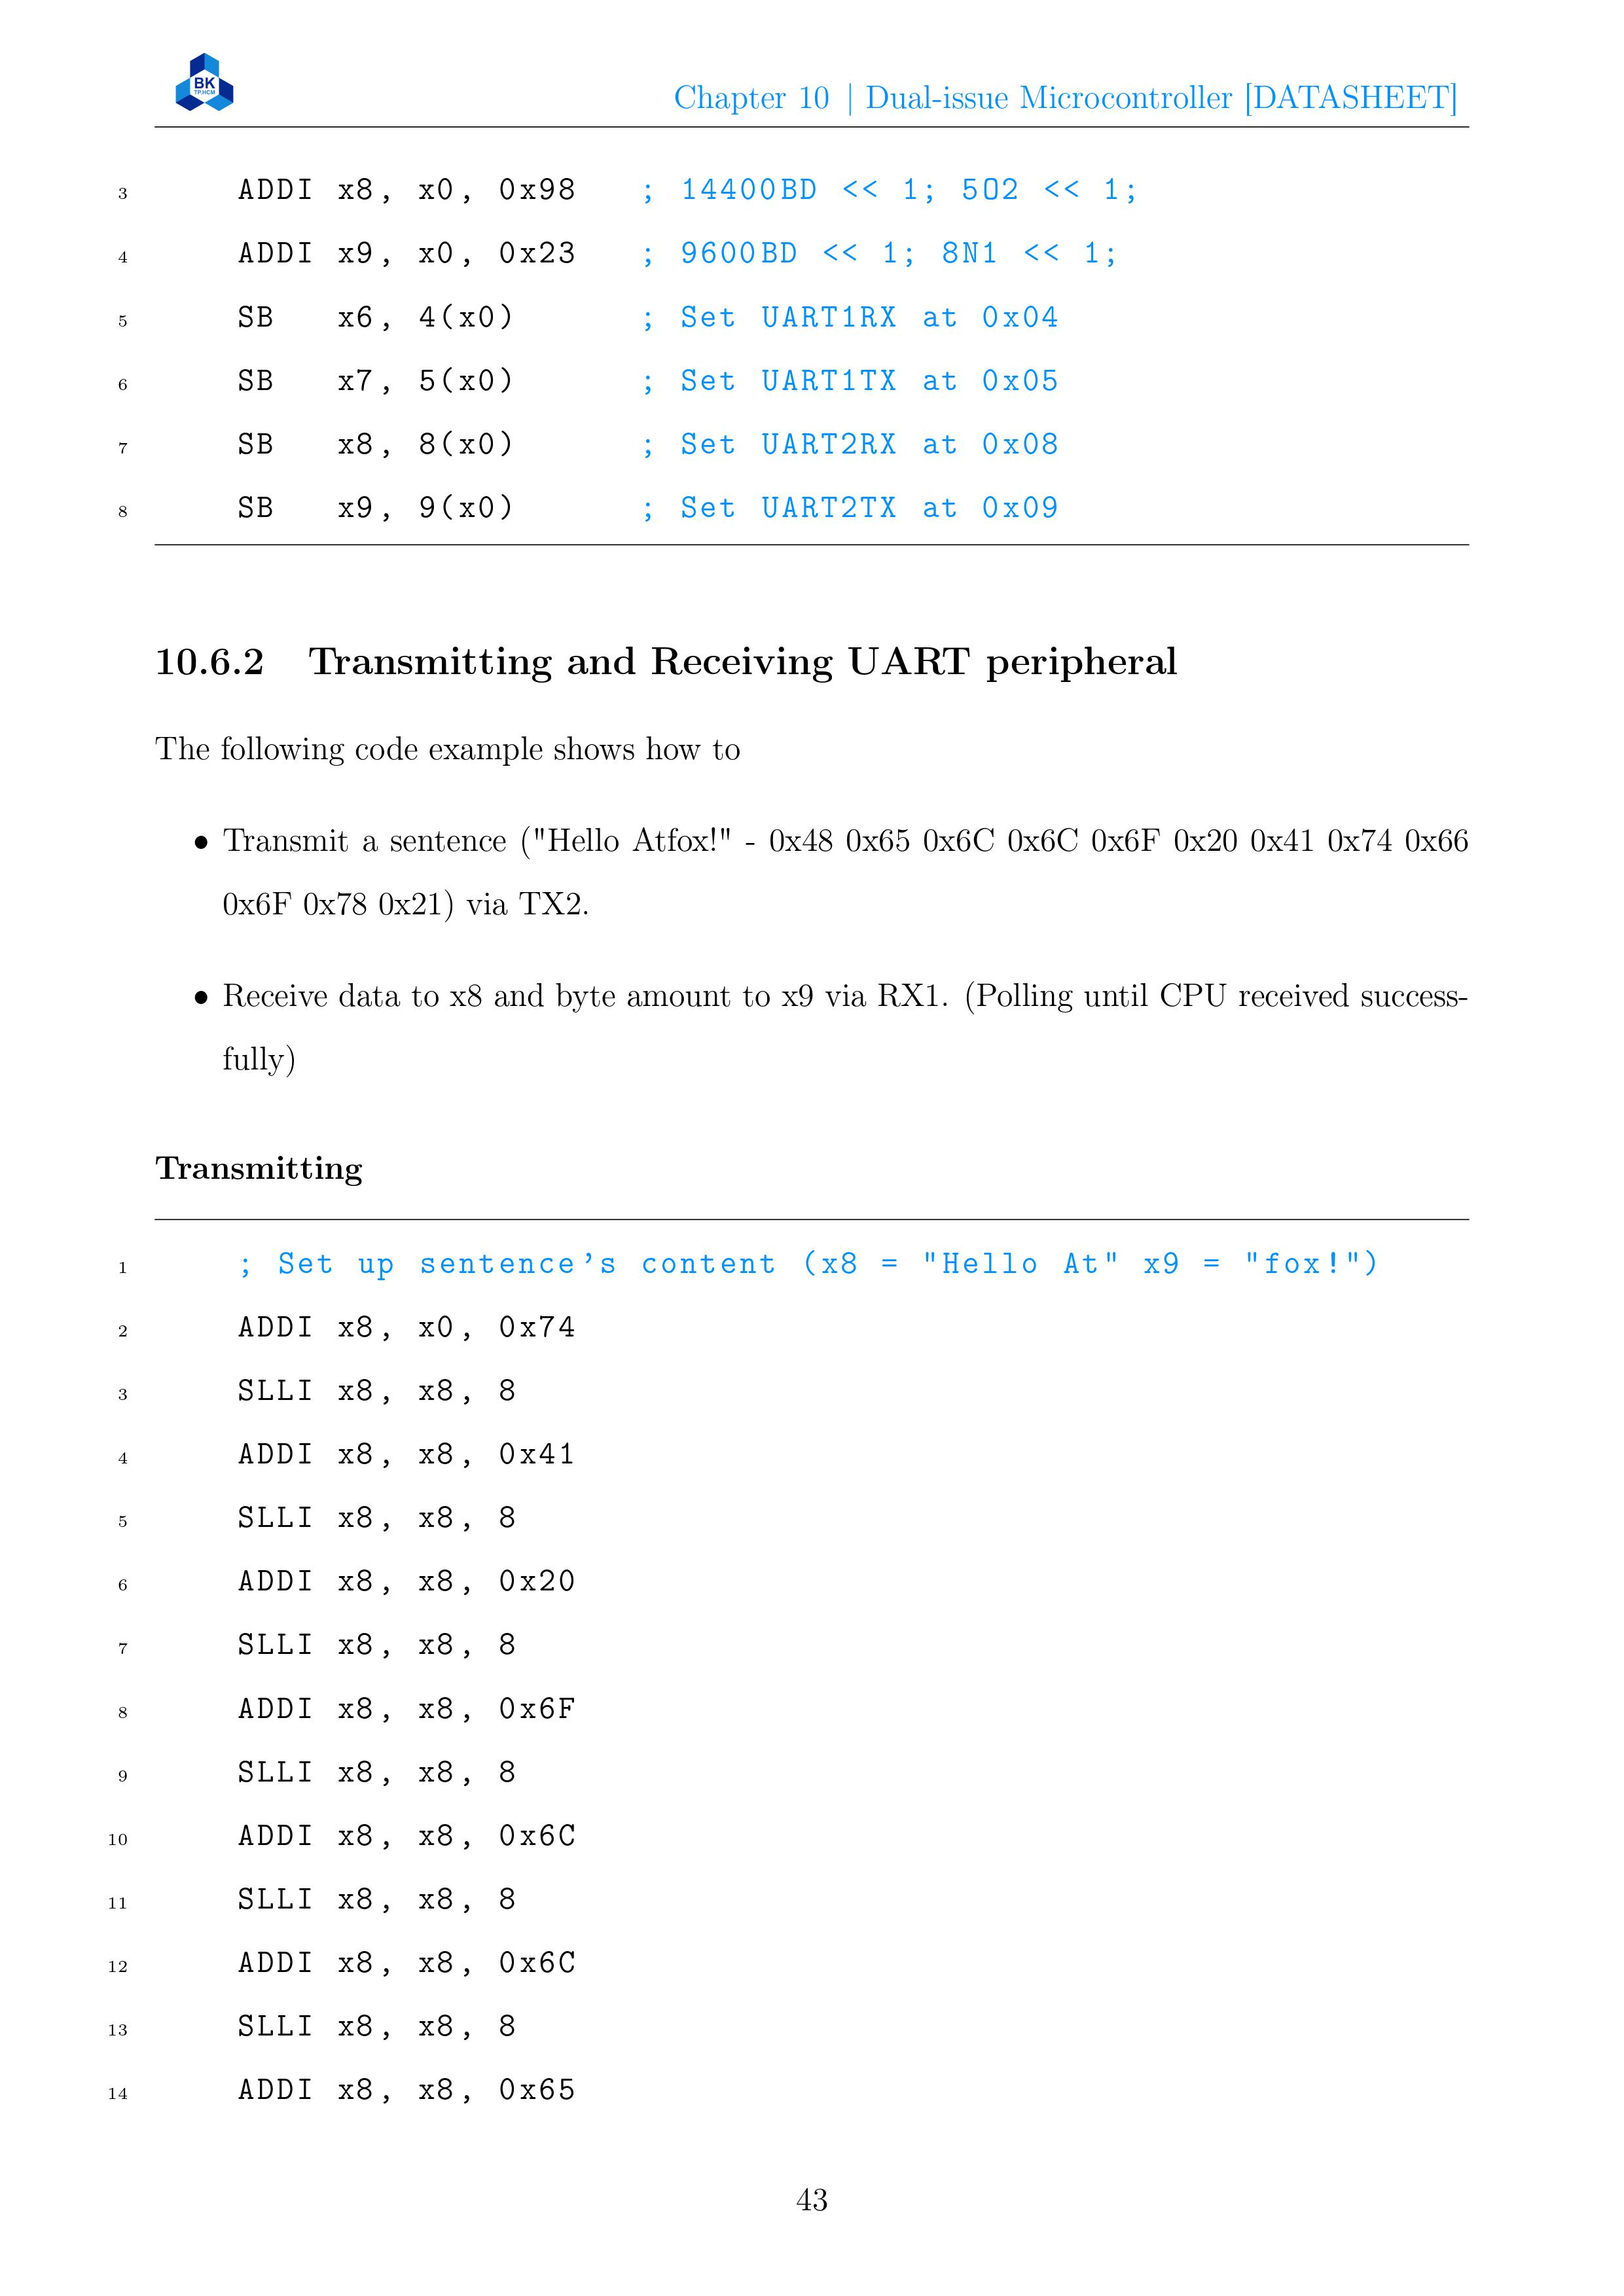 BK
TP.HCM
Chapter 10 | Dual-issue Microcontroller [DATASHEET]
3 ADDI x8, x0, 0x98 ; 14400BD << 1; 5O2 << 1;
4 ADDI x9, x0, 0x23 ; 9600BD << 1; 8N1 << 1;
5 SB x6, 4(x0) ; Set UART1RX at 0x04
6 SB x7, 5(x0) ; Set UART1TX at 0x05
7 SB x8, 8(x0) ; Set UART2RX at 0x08
8 SB x9, 9(x0) ; Set UART2TX at 0x09
10.6.2 Transmitting and Receiving UART peripheral
The following code example shows how to
• Transmit a sentence ("Hello Atfox!" - 0x48 0x65 0x6C 0x6C 0x6F 0x20 0x41 0x74 0x66
0x6F 0x78 0x21) via TX2.
• Receive data to x8 and byte amount to x9 via RX1. (Polling until CPU received success-
fully)
Transmitting
1 ; Set up sentence's content (x8 = "Hello At" x9 = "fox!")
2 ADDI x8, x0, 0x74
3 SLLI x8, x8, 8
4 ADDI x8, x8, 0x41
5 SLLI x8, x8, 8
6 ADDI x8, x8, 0x20
7 SLLI x8, x8, 8
8 ADDI x8, x8, 0x6F
9 SLLI x8, x8, 8
10 ADDI x8, x8, 0x6C
11 SLLI x8, x8, 8
12 ADDI x8, x8, 0x6C
13 SLLI x8, x8, 8
14 ADDI x8, x8, 0x65
43